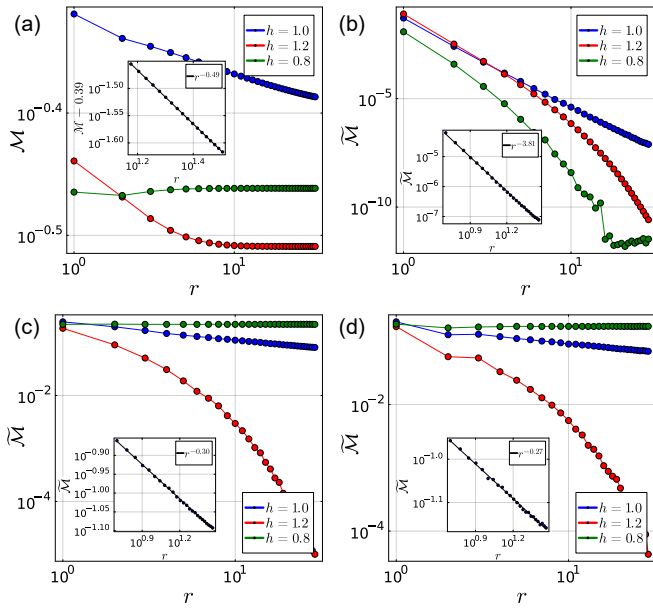 (a)
10^{-0.4}
10^{-0.5}
ℳ
h = 1.0
h = 1.2
h = 0.8
ℳ − 0.39
10^{-1.50}
10^{-1.55}
10^{-1.60}
r^{-0.49}
10^{1.2}
10^{1.4}
r
10^0
10^1
r
(b)
10^{-5}
10^{-10}
ℳ̃
h = 1.0
h = 1.2
h = 0.8
ℳ̃
10^{-5}
10^{-6}
10^{-7}
r^{-3.81}
10^{0.9}
10^{1.2}
r
10^0
10^1
r
(c)
10^{-2}
10^{-4}
ℳ̃
ℳ̃
10^{-0.90}
10^{-0.95}
10^{-1.00}
10^{-1.05}
10^{-1.10}
r^{-0.30}
10^{0.9}
10^{1.2}
r
h = 1.0
h = 1.2
h = 0.8
10^0
10^1
r
(d)
10^{-2}
10^{-4}
ℳ̃
ℳ̃
10^{-1.0}
10^{-1.1}
r^{-0.27}
10^{0.9}
10^{1.2}
r
h = 1.0
h = 1.2
h = 0.8
10^0
10^1
r